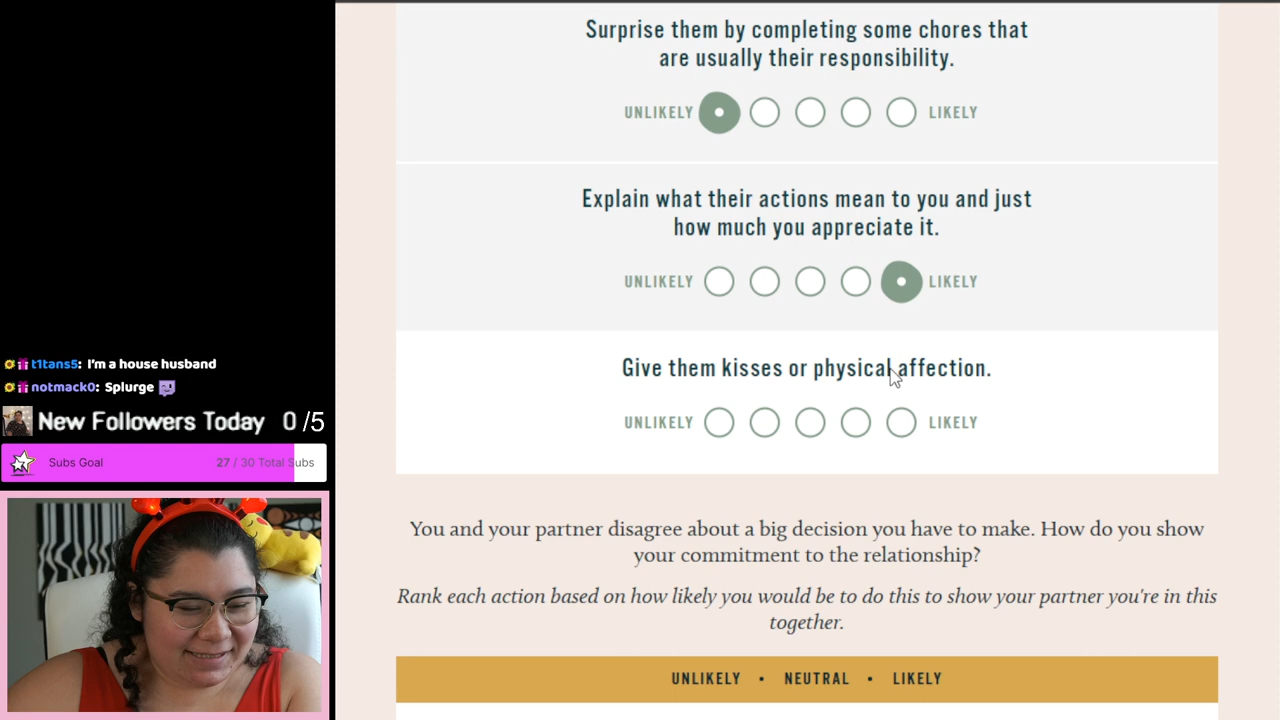 Surprise them by completing some chores that
are usually their responsibility.
UNLIKELY LIKELY
Explain what their actions mean to you and just
how much you appreciate it.
UNLIKELY LIKELY
Give them kisses or physical affection.
UNLIKELY LIKELY
You and your partner disagree about a big decision you have to make. How do you show
your commitment to the relationship?
Rank each action based on how likely you would be to do this to show your partner you're in this
together.
UNLIKELY • NEUTRAL • LIKELY
t1tans5: I'm a house husband
notmack0: Splurge
New Followers Today 0 /5
Subs Goal 27 / 30 Total Subs